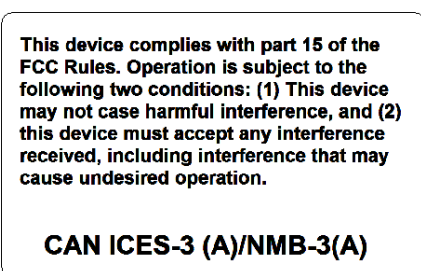 This device complies with part 15 of the
FCC Rules. Operation is subject to the
following two conditions: (1) This device
may not case harmful interference, and (2)
this device must accept any interference
received, including interference that may
cause undesired operation.
CAN ICES-3 (A)/NMB-3(A)